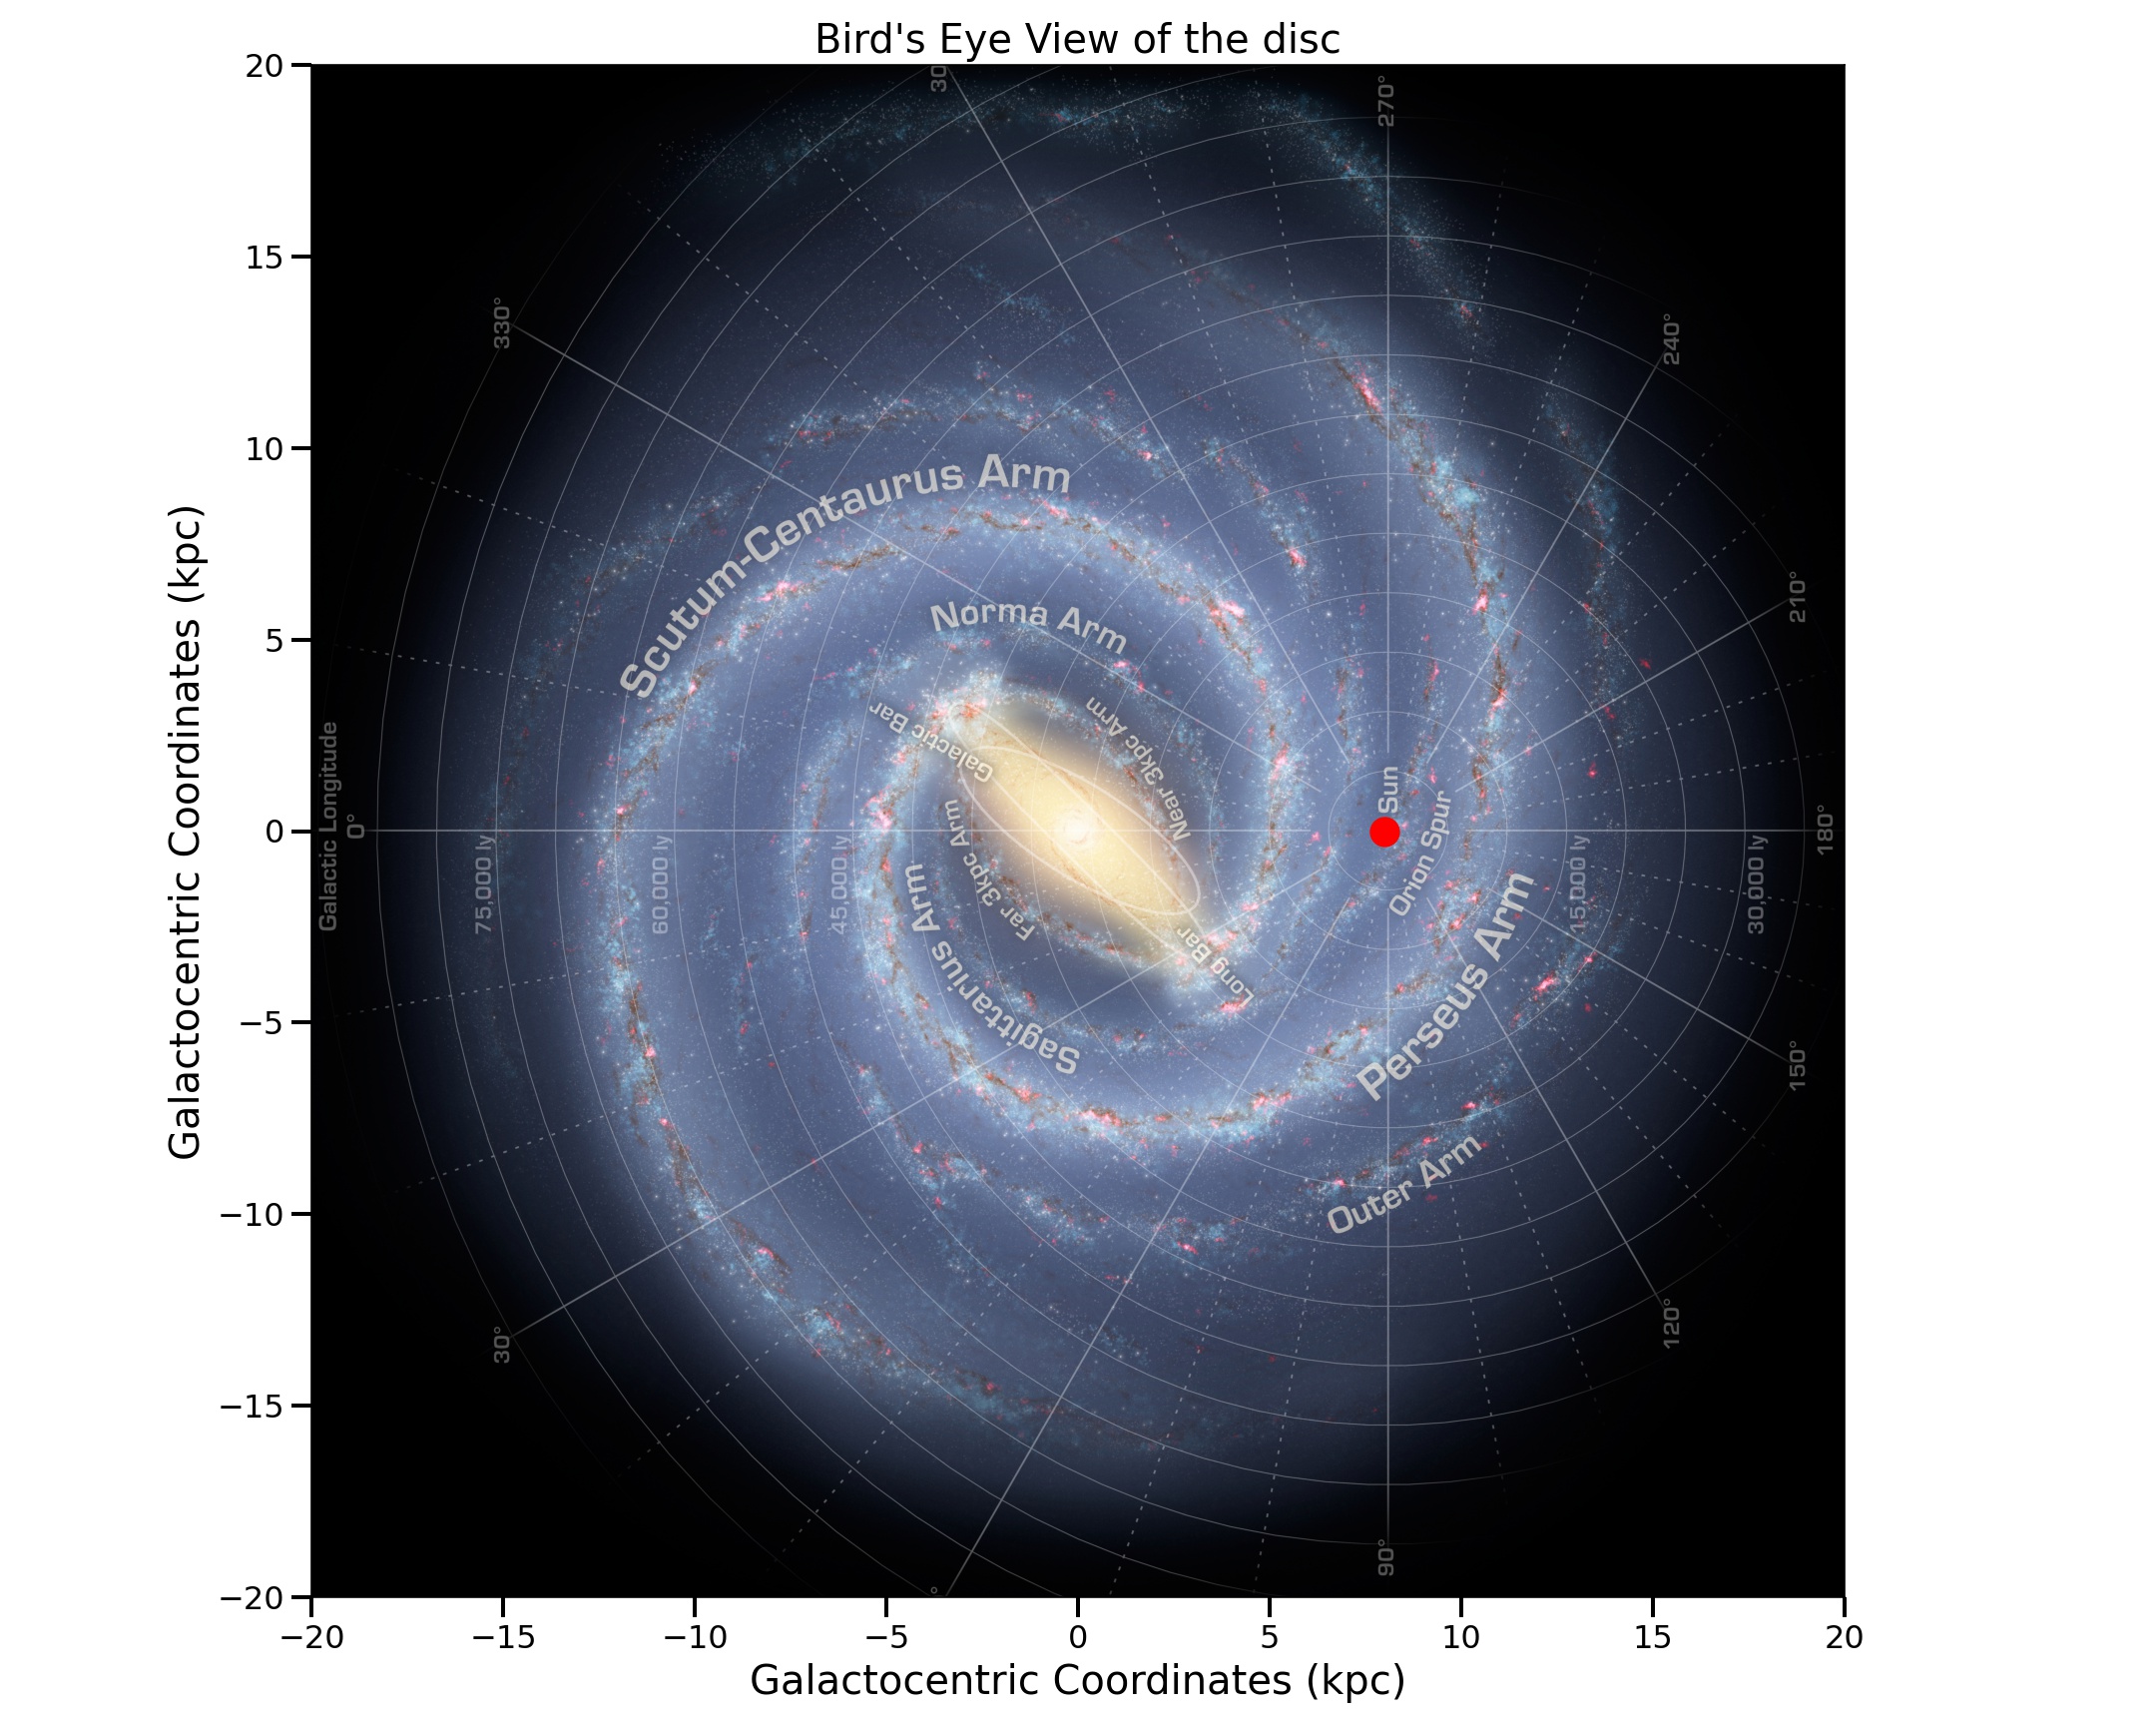 Bird's Eye View of the disc
20
15
10
5
0
−5
−10
−15
−20
Galactocentric Coordinates (kpc)
−20
−15
−10
−5
0
5
10
15
20
Galactocentric Coordinates (kpc)
30
270°
330°
240°
210°
Scutum-Centaurus Arm
Norma Arm
Galactic Bar
Near 3kpc Arm
Galactic Longitude
0°
Sun
180°
Far 3kpc Arm
Orion Spur
75,000 ly
60,000 ly
45,000 ly
15,000 ly
30,000 ly
Long Bar
Sagittarius Arm
Perseus Arm
150°
Outer Arm
30°
120°
90°
°